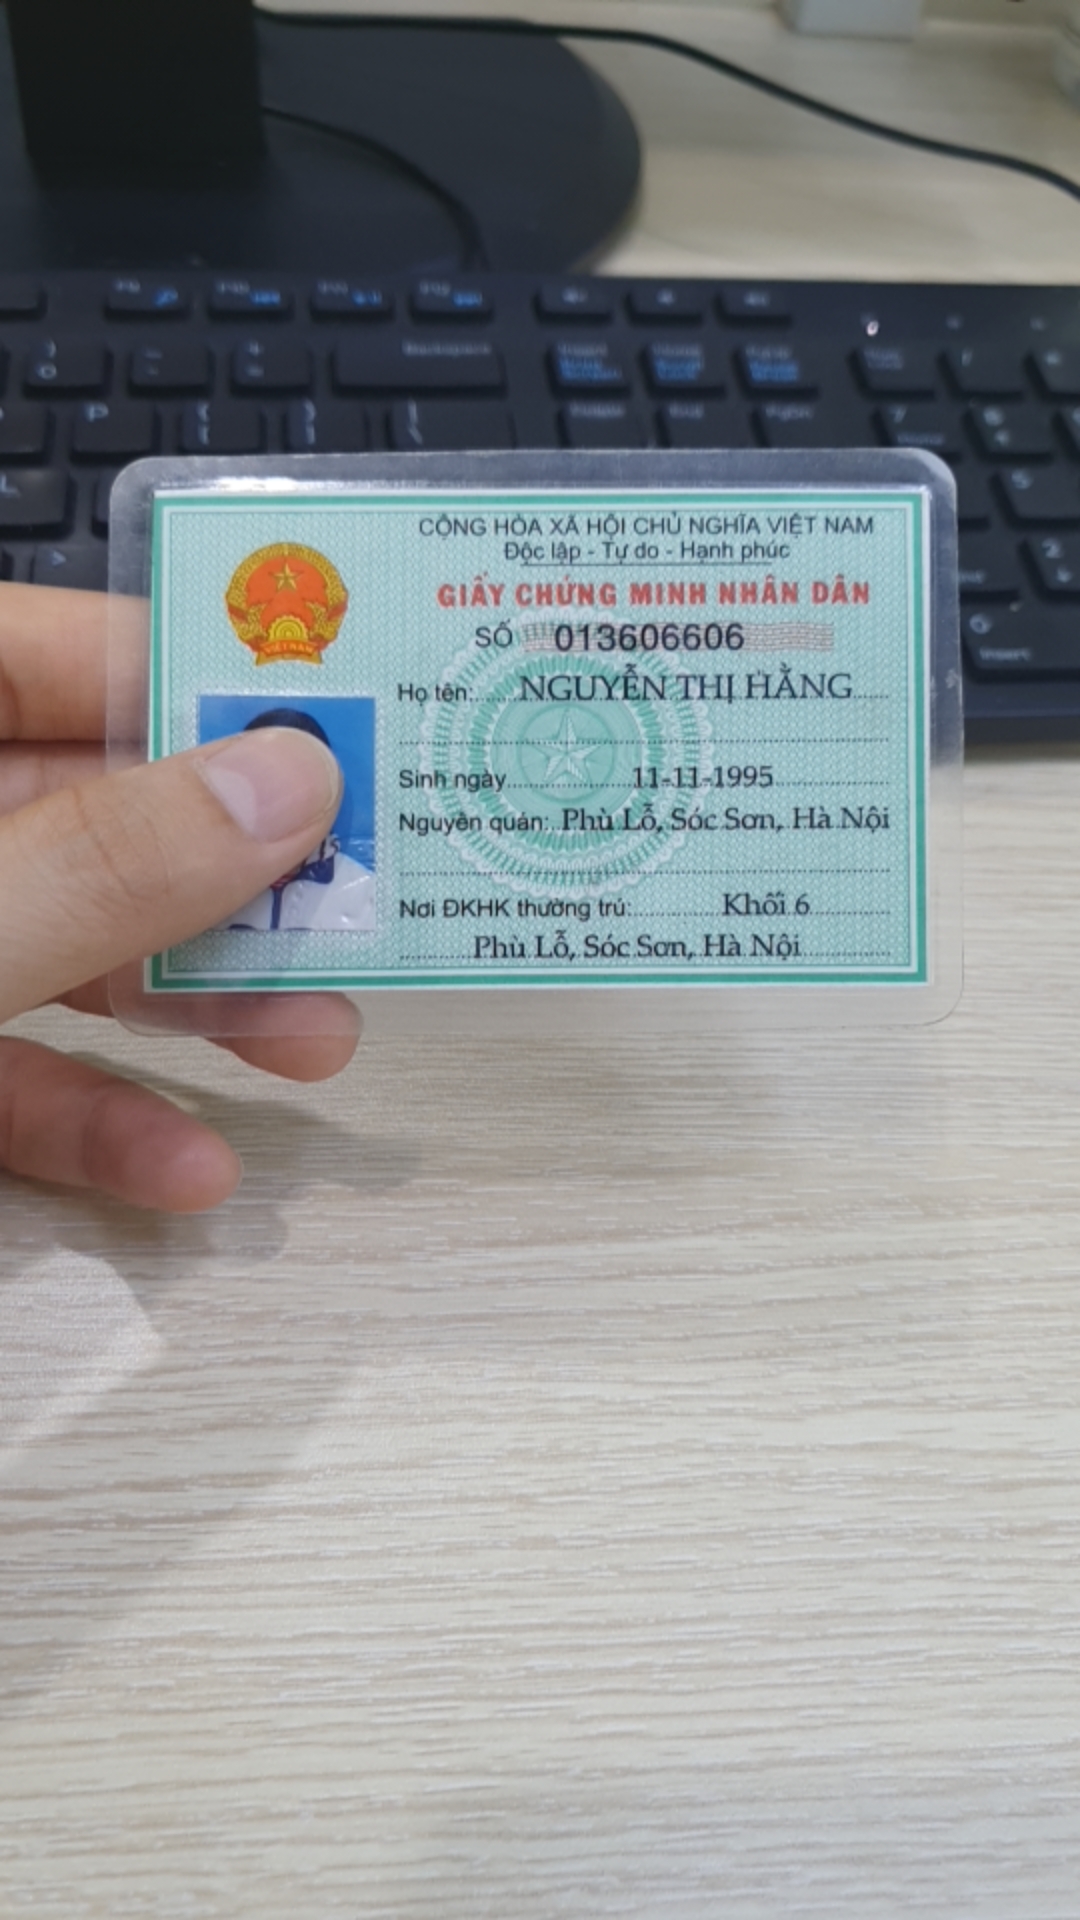 Backspace
P
CỘNG HÒA XÃ HỘI CHỦ NGHĨA VIỆT NAM
Độc lập - Tự do - Hạnh phúc
GIẤY CHỨNG MINH NHÂN DÂN
SỐ 013606606
VIỆT NAM
Họ tên: NGUYỄN THỊ HẰNG
Sinh ngày 11-11-1995
Nguyên quán: Phù Lỗ, Sóc Sơn, Hà Nội
Nơi ĐKHK thường trú: Khối 6
Phù Lỗ, Sóc Sơn, Hà Nội